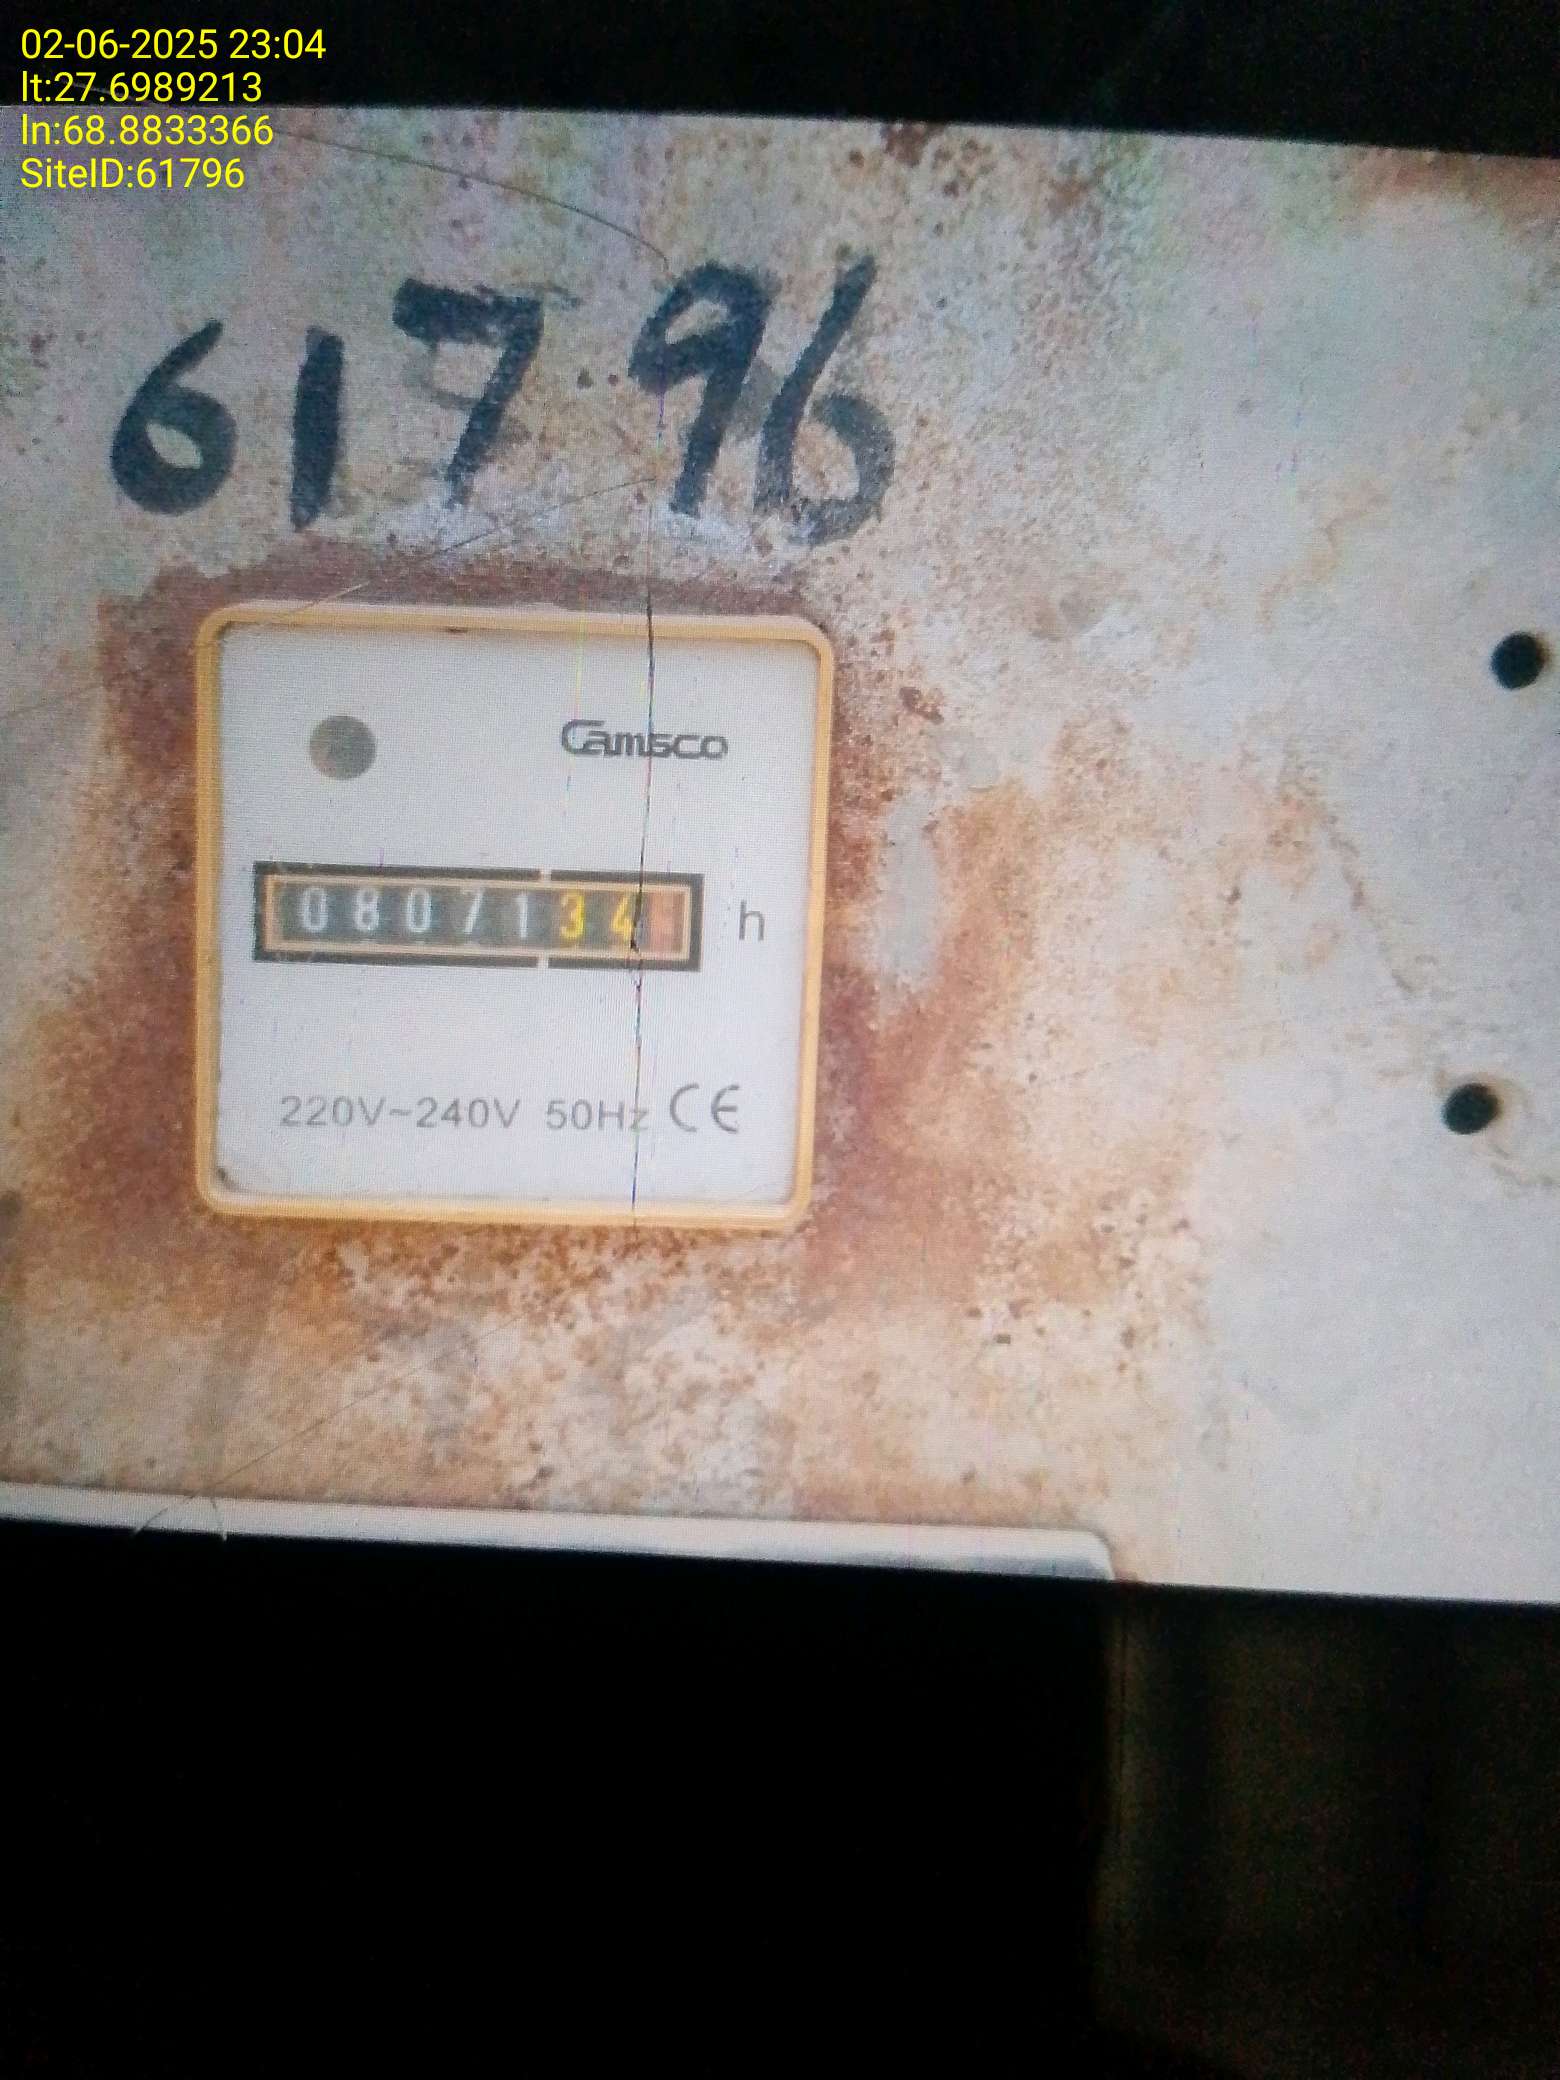 02-06-2025 23:04
lt:27.6989213
ln:68.8833366
SiteID:61796
61796
Camsco
0807134
h
220V~240V 50Hz CE